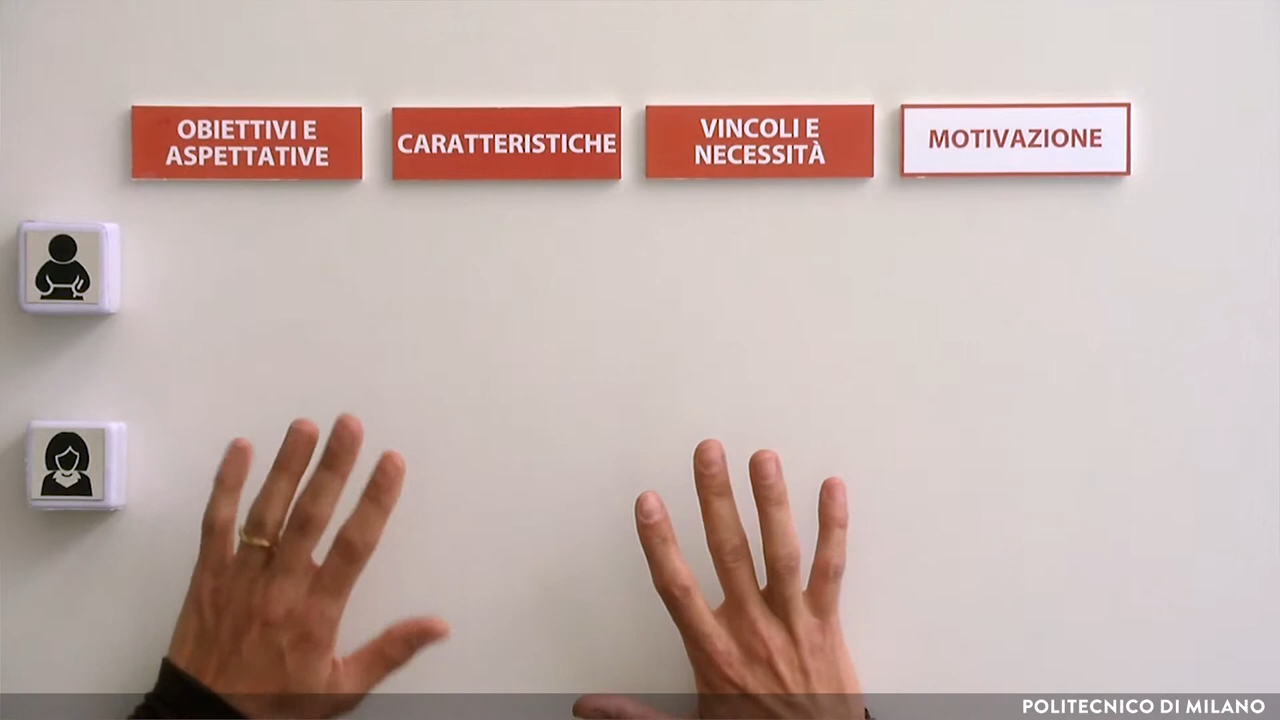 OBIETTIVI E
ASPETTATIVE
CARATTERISTICHE
VINCOLI E
NECESSITÀ
MOTIVAZIONE
POLITECNICO DI MILANO